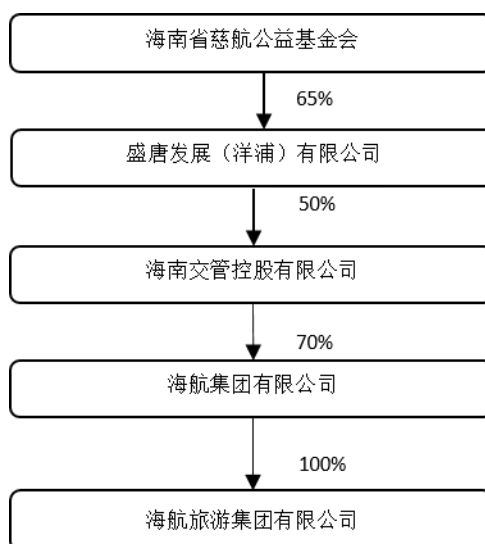 海南省慈航公益基金会
65%
盛唐发展（洋浦）有限公司
50%
海南交管控股有限公司
70%
海航集团有限公司
100%
海航旅游集团有限公司